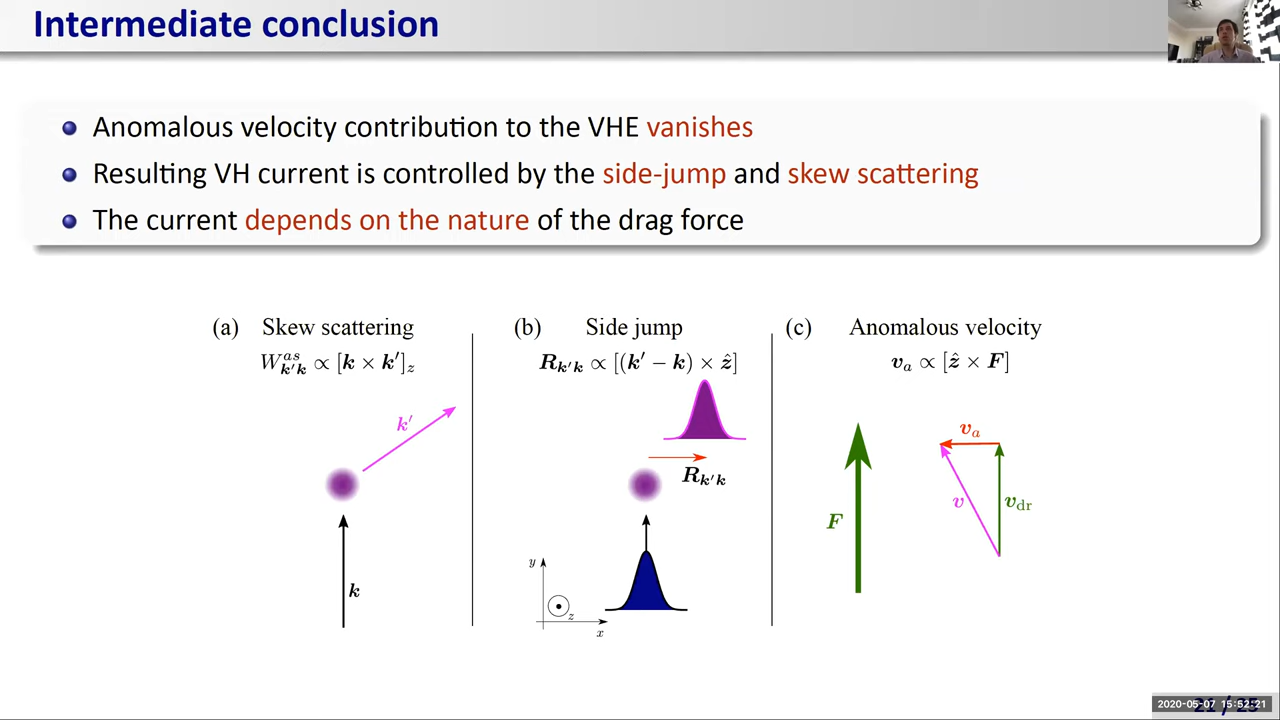 Intermediate conclusion
Anomalous velocity contribution to the VHE vanishes
Resulting VH current is controlled by the side-jump and skew scattering
The current depends on the nature of the drag force
(a) Skew scattering
W^{as}_{k'k} ∝ [k × k']_z
k'
k
(b) Side jump
R_{k'k} ∝ [(k' − k) × ẑ]
R_{k'k}
y
z
x
(c) Anomalous velocity
v_a ∝ [ẑ × F]
F
v_a
v
v_dr
21 / 25
2020-05-07 15:52:21